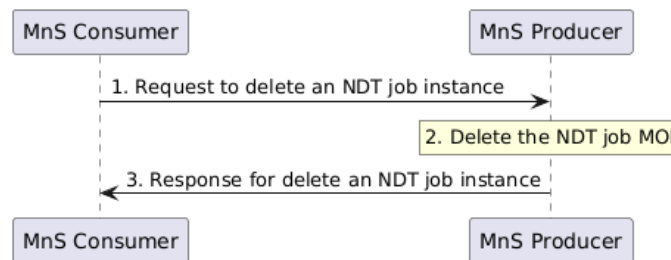 MnS Consumer MnS Producer
1. Request to delete an NDT job instance
2. Delete the NDT job MO
3. Response for delete an NDT job instance
MnS Consumer MnS Producer